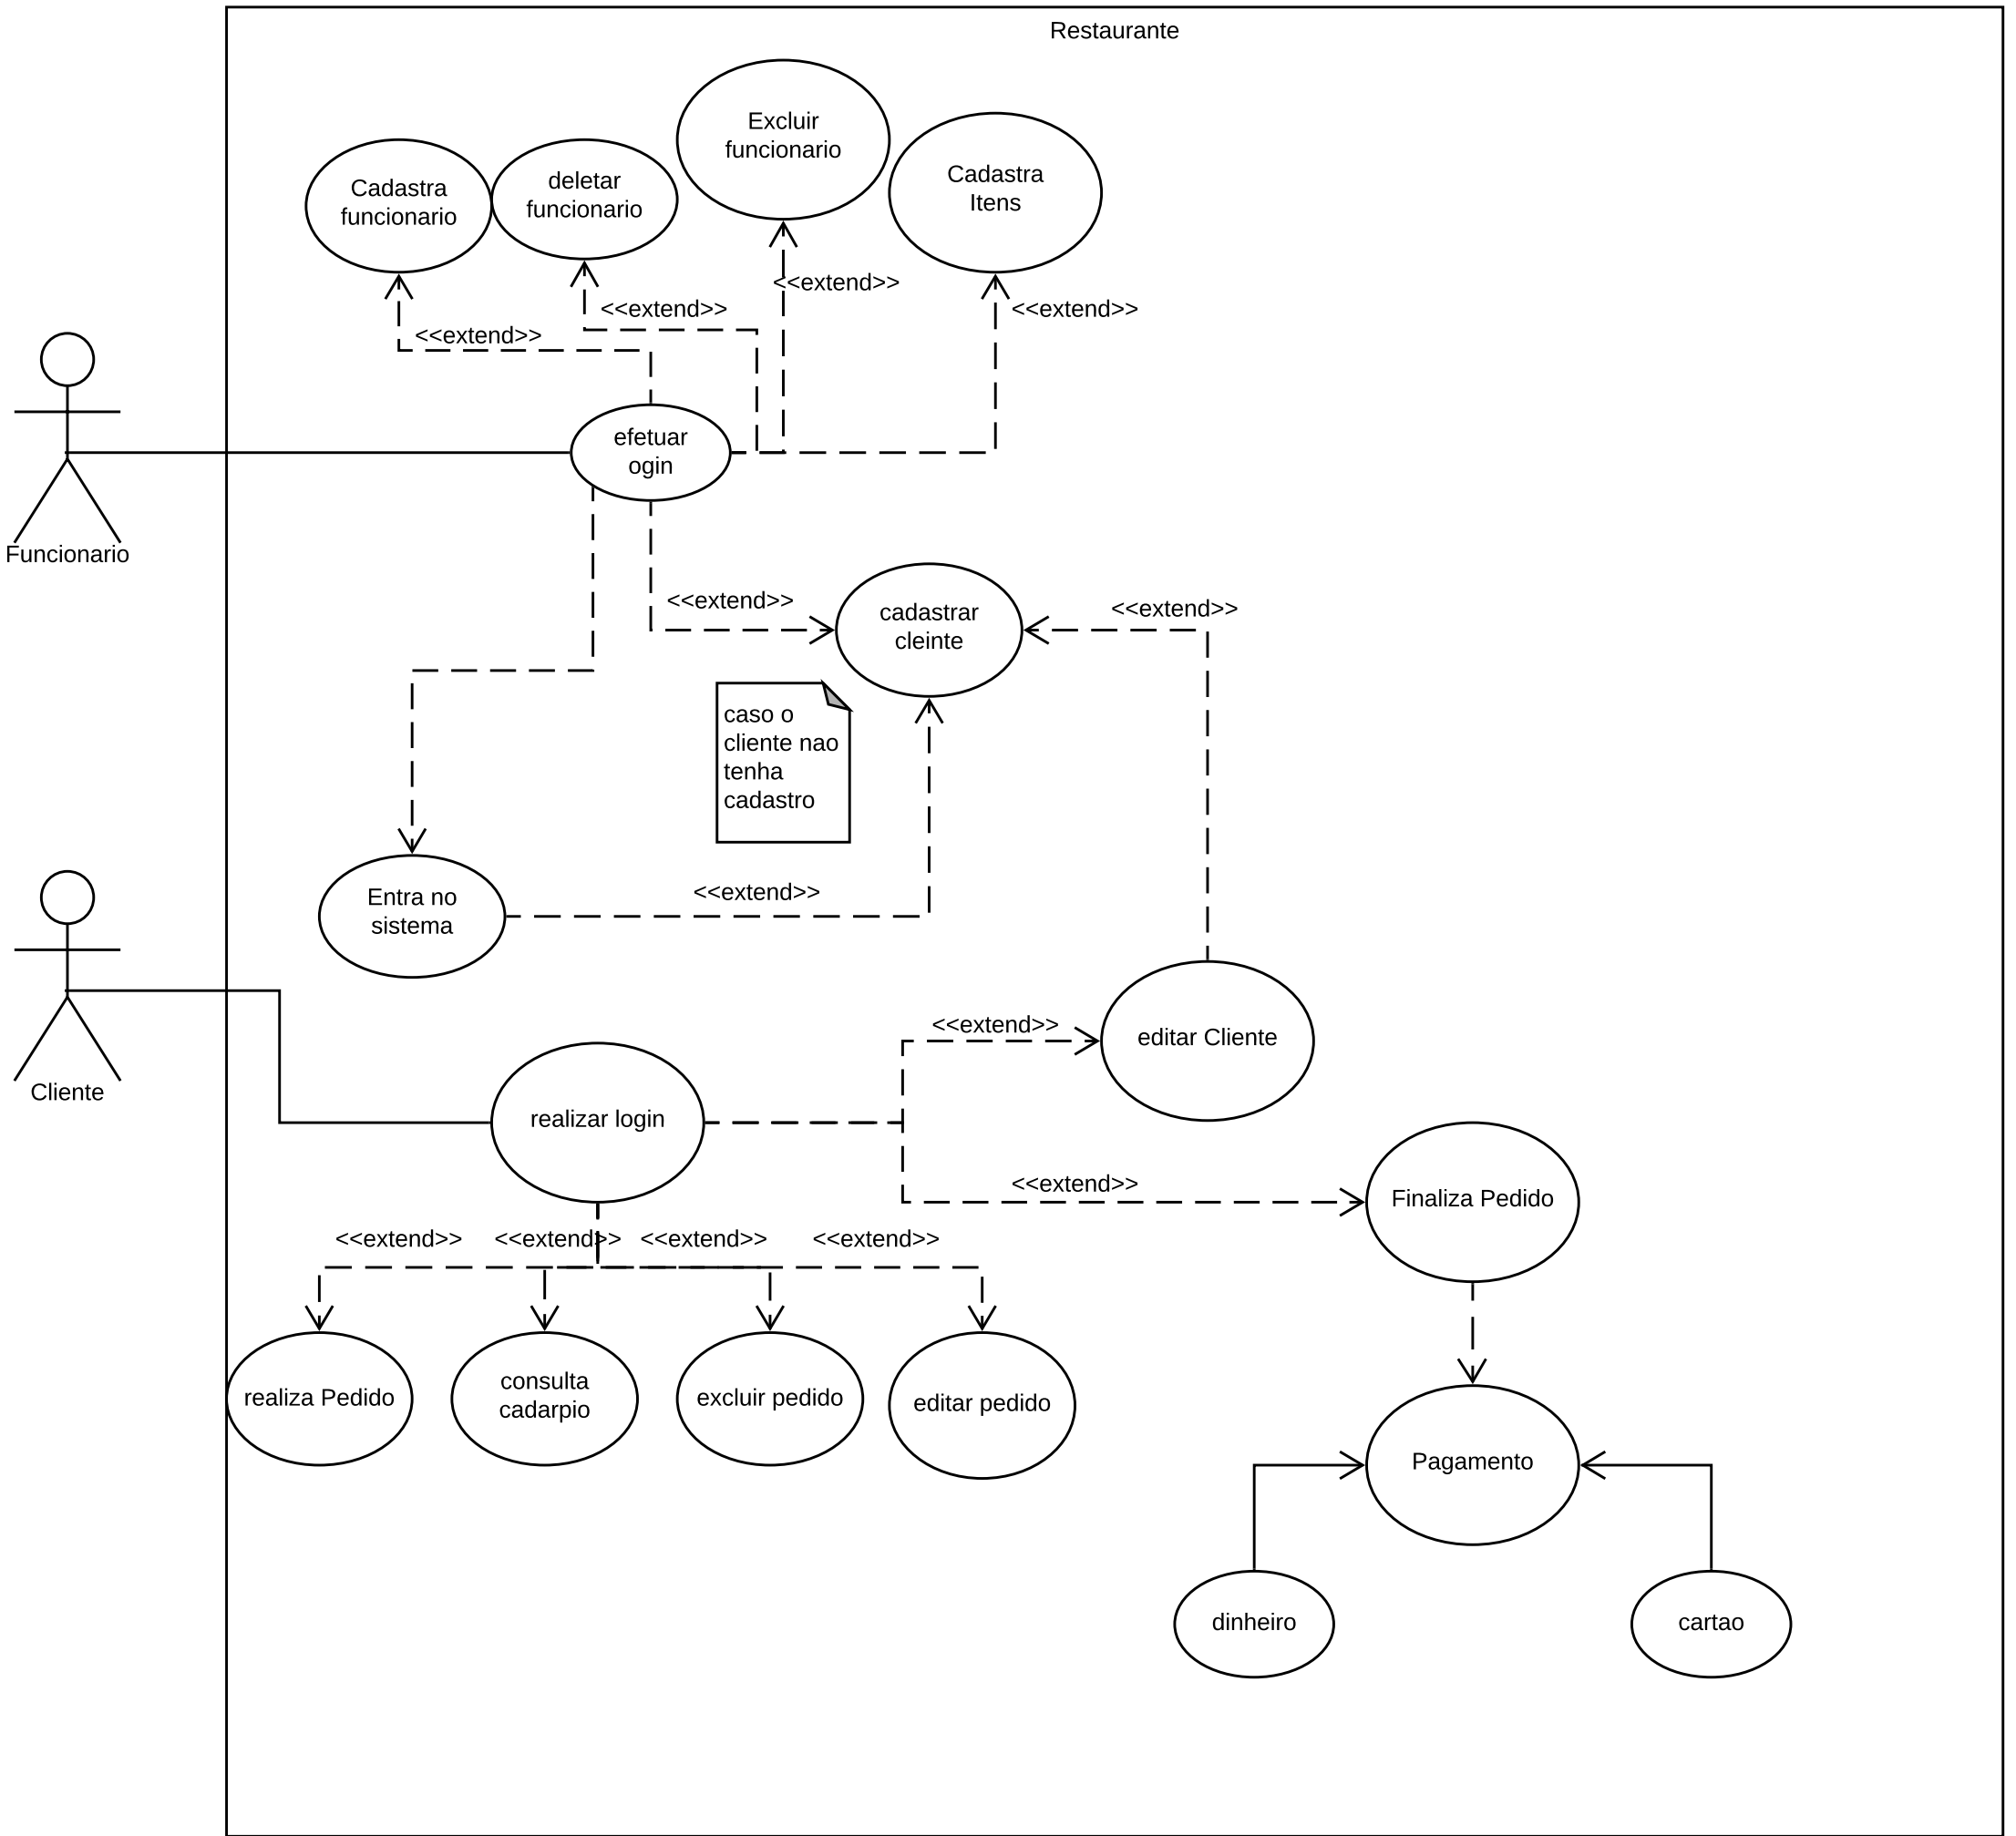 Restaurante
Excluir
funcionario
Cadastra
Itens
Cadastra
funcionario
deletar
funcionario
<<extend>>
<<extend>>
<<extend>>
<<extend>>
efetuar
ogin
Funcionario
<<extend>>
cadastrar
cleinte
<<extend>>
caso o
cliente nao
tenha
cadastro
Entra no
sistema
<<extend>>
Cliente
realizar login
<<extend>>
editar Cliente
<<extend>>
Finaliza Pedido
<<extend>>
<<extend>>
<<extend>>
<<extend>>
realiza Pedido
consulta
cadarpio
excluir pedido
editar pedido
Pagamento
dinheiro
cartao